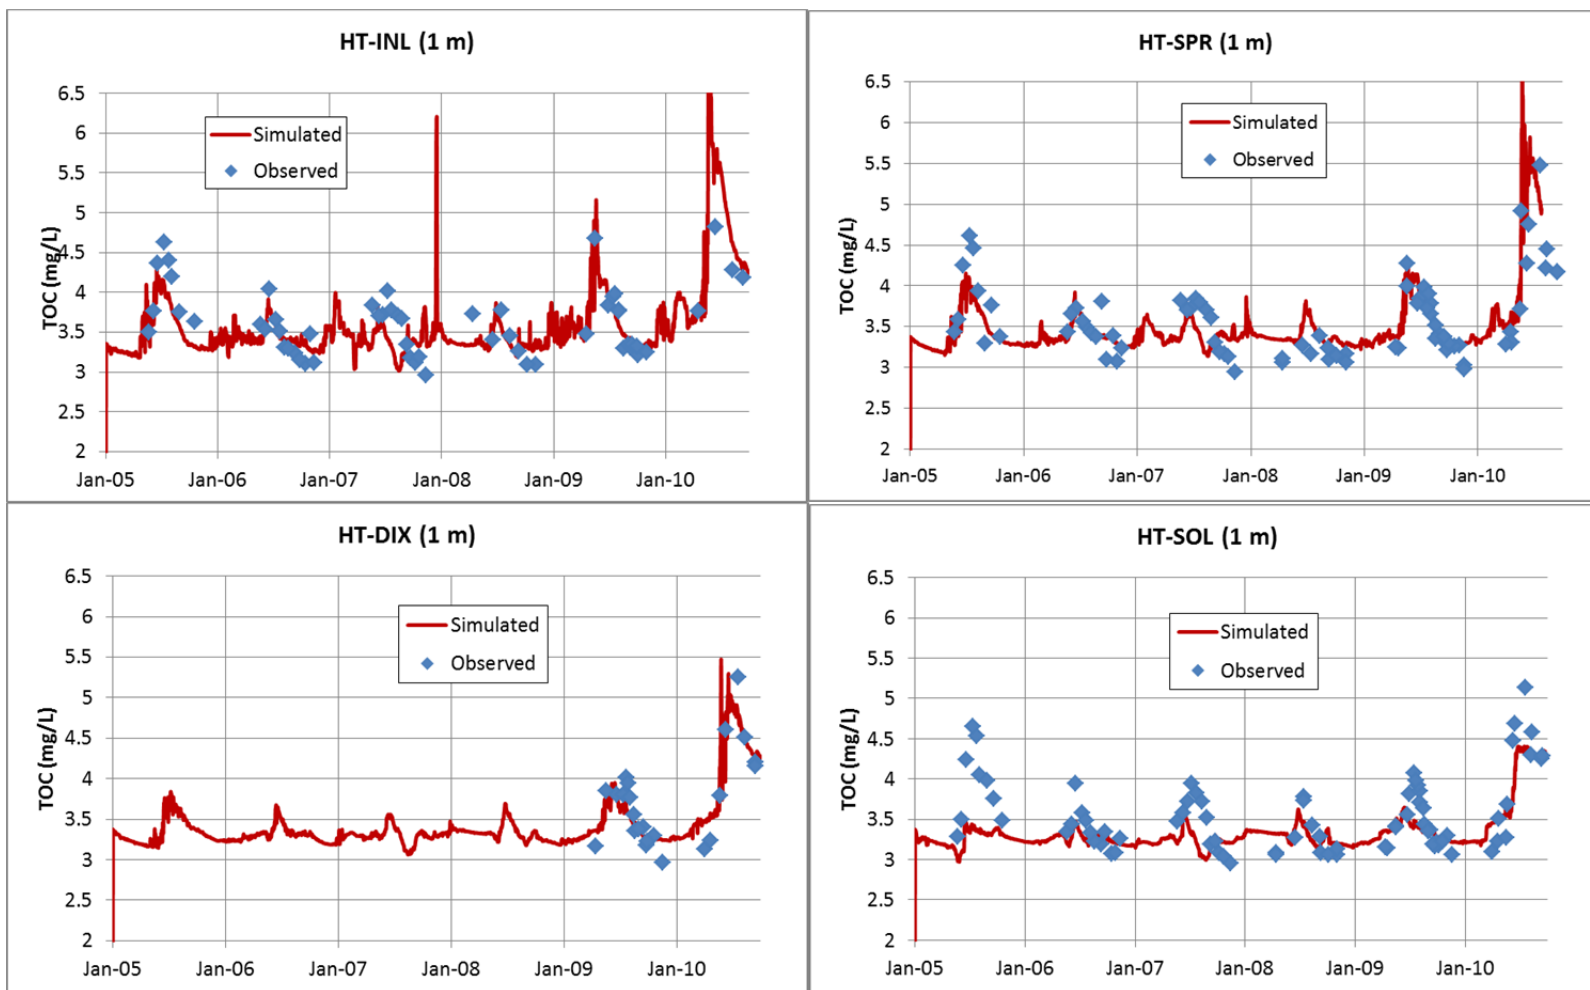 HT-INL (1 m)
TOC (mg/L)
6.5
6
5.5
5
4.5
4
3.5
3
2.5
2
Simulated
Observed
Jan-05 Jan-06 Jan-07 Jan-08 Jan-09 Jan-10
HT-SPR (1 m)
TOC (mg/L)
6.5
6
5.5
5
4.5
4
3.5
3
2.5
2
Simulated
Observed
Jan-05 Jan-06 Jan-07 Jan-08 Jan-09 Jan-10
HT-DIX (1 m)
TOC (mg/L)
6.5
6
5.5
5
4.5
4
3.5
3
2.5
2
Simulated
Observed
Jan-05 Jan-06 Jan-07 Jan-08 Jan-09 Jan-10
HT-SOL (1 m)
TOC (mg/L)
6.5
6
5.5
5
4.5
4
3.5
3
2.5
2
Simulated
Observed
Jan-05 Jan-06 Jan-07 Jan-08 Jan-09 Jan-10